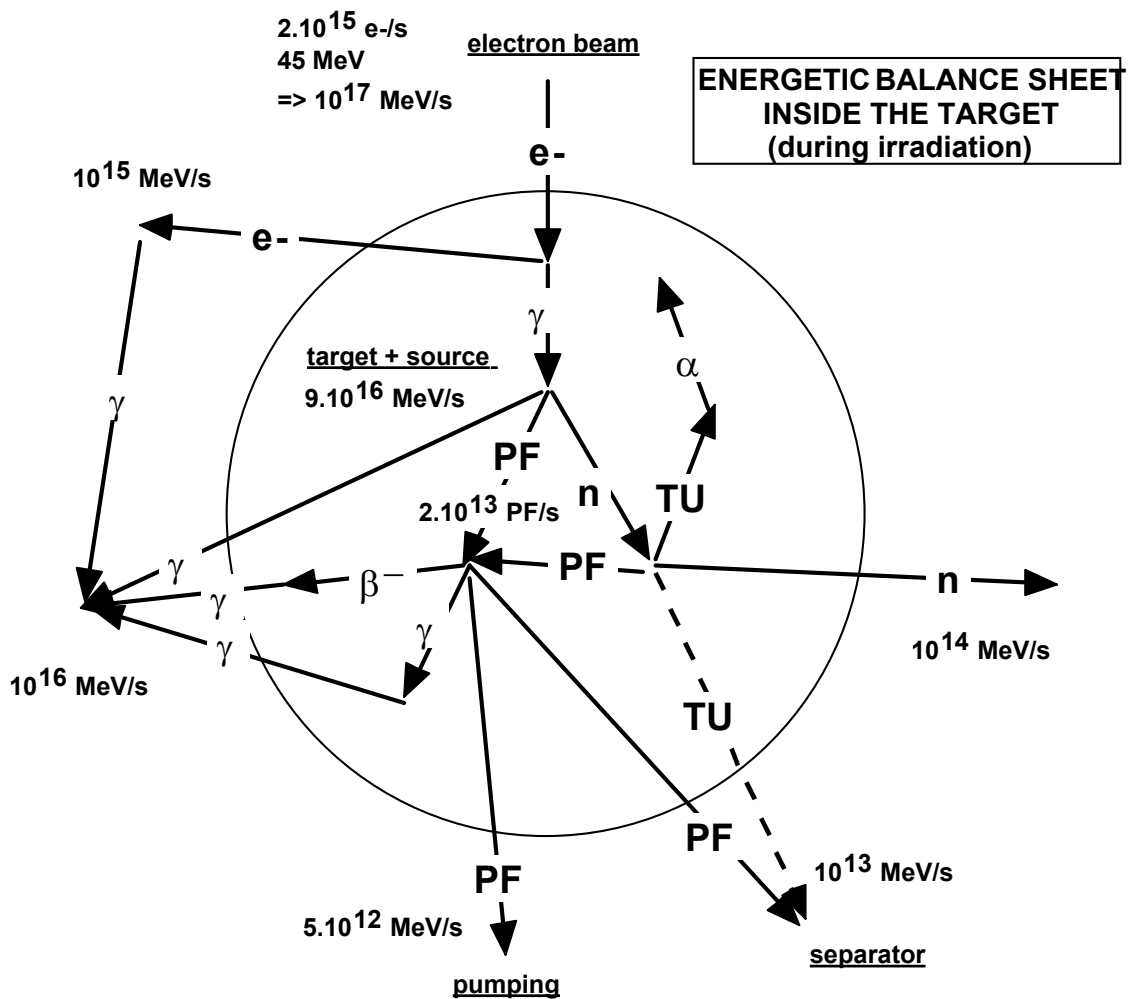 2.10¹⁵ e-/s
45 MeV
=> 10¹⁷ MeV/s
electron beam
ENERGETIC BALANCE SHEET
INSIDE THE TARGET
(during irradiation)
e-
10¹⁵ MeV/s
e-
γ
target + source
9.10¹⁶ MeV/s
α
γ
PF
n
TU
2.10¹³ PF/s
γ
PF
β⁻
n
γ
γ
γ
10¹⁴ MeV/s
10¹⁶ MeV/s
TU
PF
PF
10¹³ MeV/s
5.10¹² MeV/s
separator
pumping